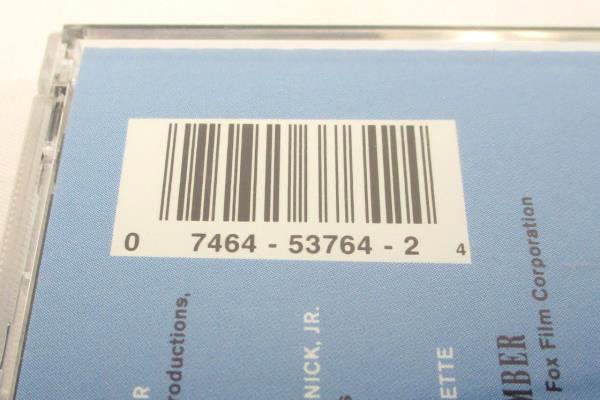 0 7464 - 53764 - 2 4
R
roductions,
NICK, JR.
s
ETTE
MBER
Fox Film Corporation